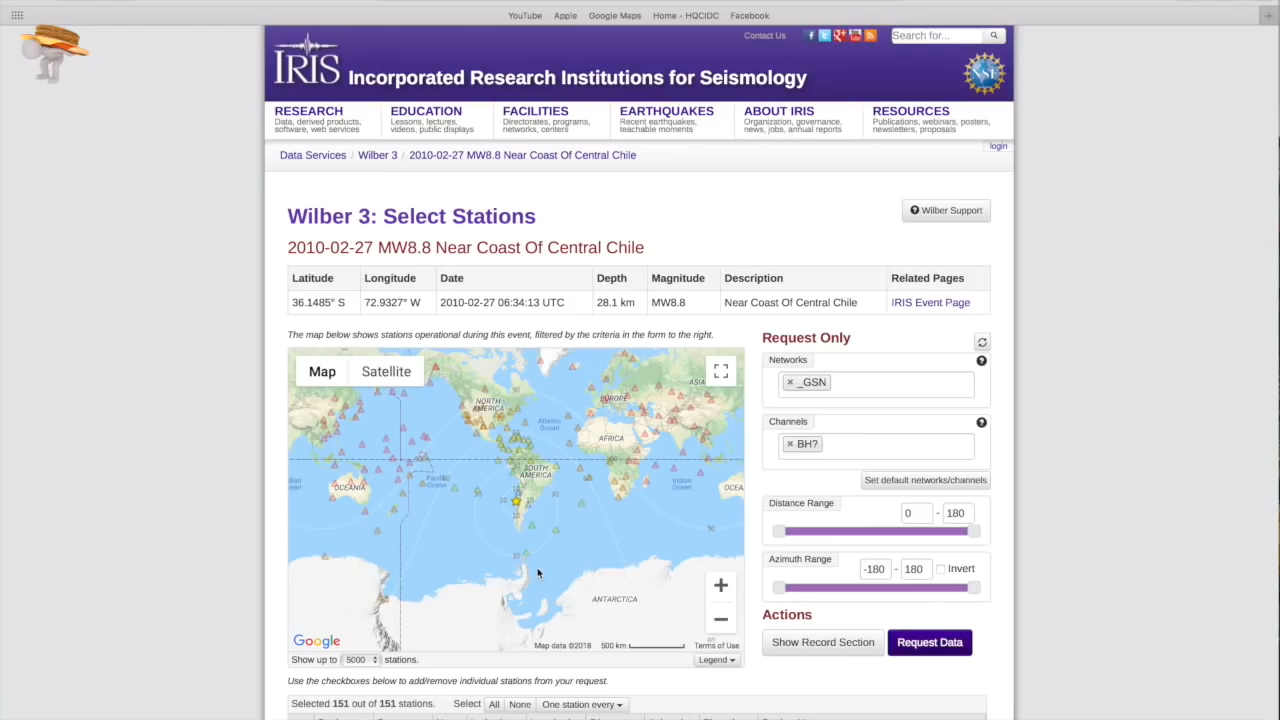 YouTube Apple Google Maps Home - HQCIDC Facebook
Contact Us
Search for...
IRIS Incorporated Research Institutions for Seismology
NSF
RESEARCH
Data, derived products,
software, web services
EDUCATION
Lessons, lectures,
videos, public displays
FACILITIES
Directorates, programs,
networks, centers
EARTHQUAKES
Recent earthquakes,
teachable moments
ABOUT IRIS
Organization, governance,
news, jobs, annual reports
RESOURCES
Publications, webinars, posters,
newsletters, proposals
login
Data Services / Wilber 3 / 2010-02-27 MW8.8 Near Coast Of Central Chile
Wilber 3: Select Stations
Wilber Support
2010-02-27 MW8.8 Near Coast Of Central Chile
Latitude Longitude Date Depth Magnitude Description Related Pages
36.1485° S 72.9327° W 2010-02-27 06:34:13 UTC 28.1 km MW8.8 Near Coast Of Central Chile IRIS Event Page
The map below shows stations operational during this event, filtered by the criteria in the form to the right.
Map Satellite
NORTH
AMERICA
Atlantic
Ocean
EUROPE
ASIA
AFRICA
SOUTH
AMERICA
Pacific
Ocean
OCEANIA
Indian
Ocean
OCEA
ANTARCTICA
Google
Map data ©2018 500 km Terms of Use
Show up to 5000 stations.
Legend
Request Only
Networks
× _GSN
Channels
× BH?
Set default networks/channels
Distance Range
0 - 180
Azimuth Range
-180 - 180 Invert
Actions
Show Record Section Request Data
Use the checkboxes below to add/remove individual stations from your request.
Selected 151 out of 151 stations. Select All None One station every